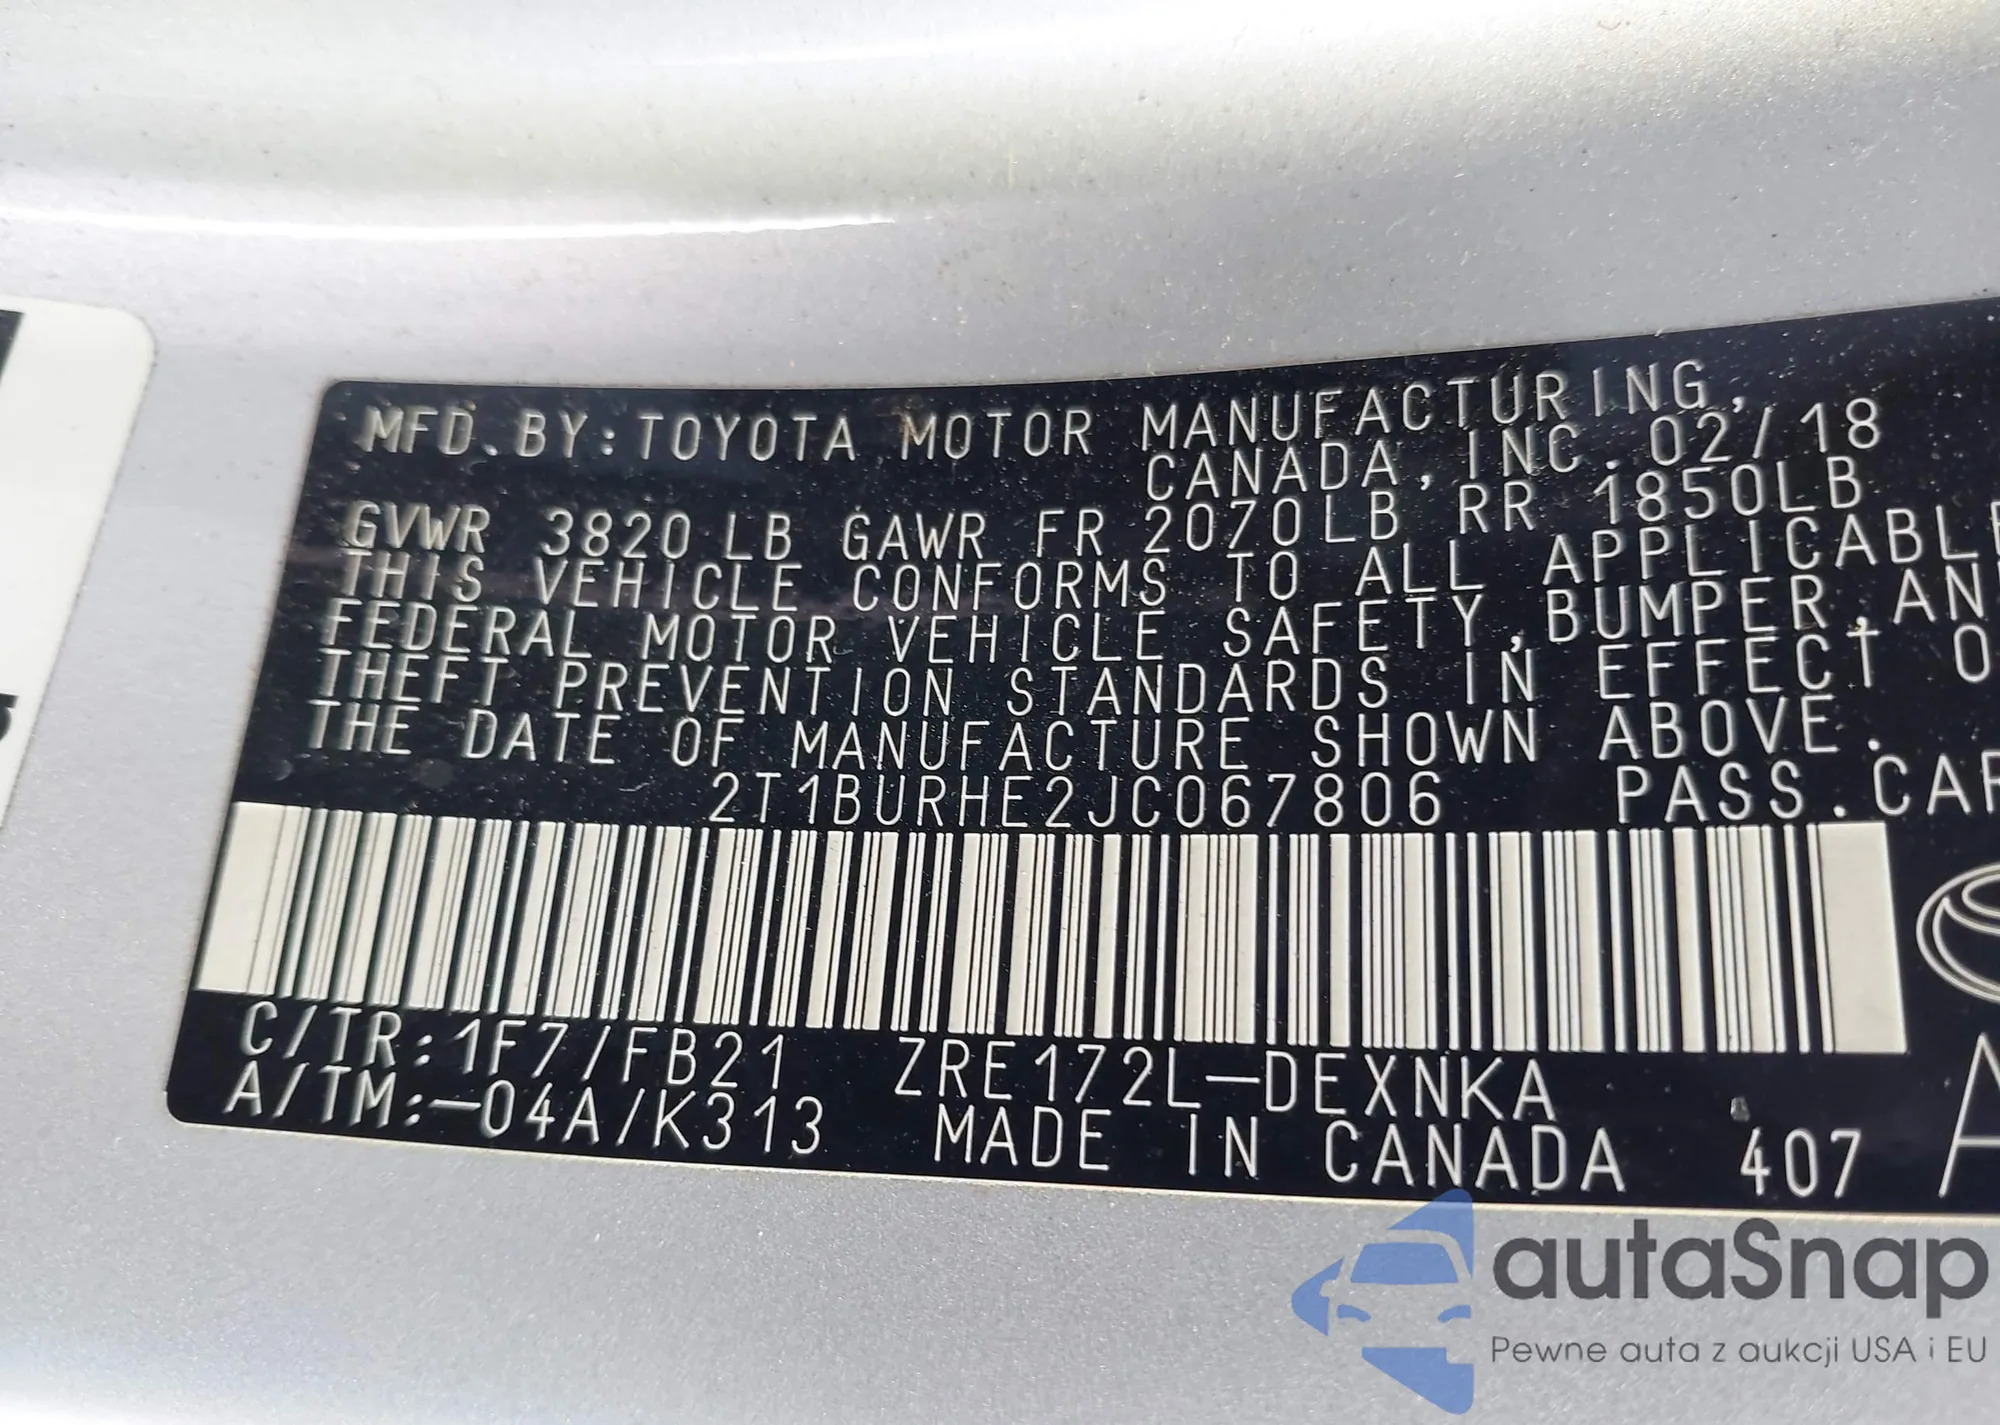 MFD.BY:TOYOTA MOTOR MANUFACTURING,
CANADA,INC.02/18
GVWR 3820LB GAWR FR 2070LB RR 1850LB
THIS VEHICLE CONFORMS TO ALL APPLICABLE
FEDERAL MOTOR VEHICLE SAFETY,BUMPER,AN
THEFT PREVENTION STANDARDS IN EFFECT O
THE DATE OF MANUFACTURE SHOWN ABOVE.
2T1BURHE2JC067806 PASS.CAR
C/TR:1F7/FB21 ZRE172L-DEXNKA
A/TM:-04A/K313 MADE IN CANADA 407 A
autaSnap
Pewne auta z aukcji USA i EU